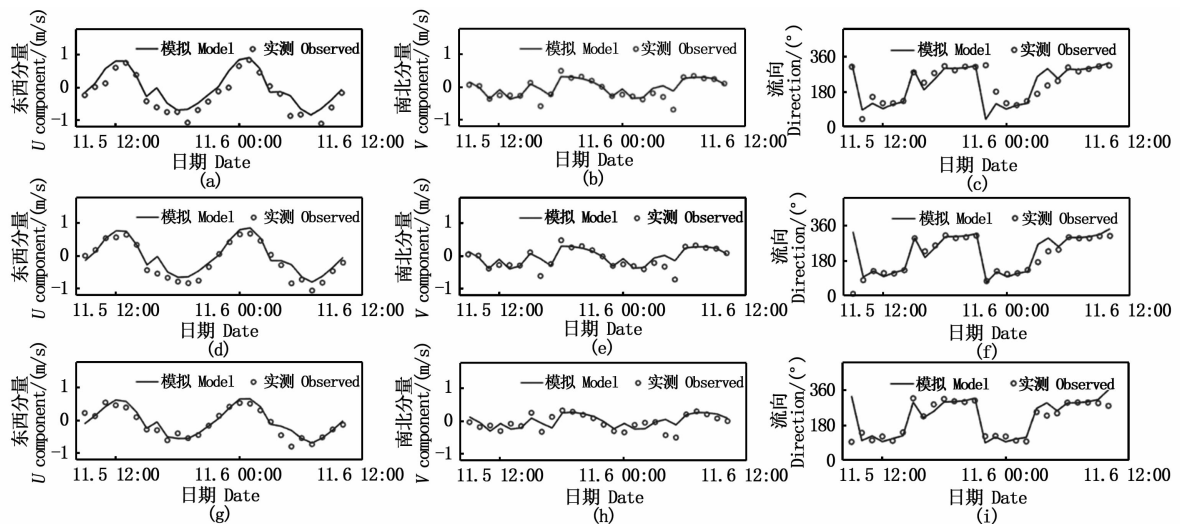 东西分量
U component/(m/s)
1
0
−1
模拟 Model
实测 Observed
11.5 12:00
11.6 00:00
11.6 12:00
日期 Date
(a)
南北分量
V component/(m/s)
1
0
−1
模拟 Model
实测 Observed
11.5 12:00
11.6 00:00
11.6 12:00
日期 Date
(b)
流向
Direction/(°)
360
180
0
模拟 Model
实测 Observed
11.5 12:00
11.6 00:00
11.6 12:00
日期 Date
(c)
东西分量
U component/(m/s)
1
0
−1
模拟 Model
实测 Observed
11.5 12:00
11.6 00:00
11.6 12:00
日期 Date
(d)
南北分量
V component/(m/s)
1
0
−1
模拟 Model
实测 Observed
11.5 12:00
11.6 00:00
11.6 12:00
日期 Date
(e)
流向
Direction/(°)
360
180
0
模拟 Model
实测 Observed
11.5 12:00
11.6 00:00
11.6 12:00
日期 Date
(f)
东西分量
U component/(m/s)
1
0
−1
模拟 Model
实测 Observed
11.5 12:00
11.6 00:00
11.6 12:00
日期 Date
(g)
南北分量
V component/(m/s)
1
0
−1
模拟 Model
实测 Observed
11.5 12:00
11.6 00:00
11.6 12:00
日期 Date
(h)
流向
Direction/(°)
360
180
0
模拟 Model
实测 Observed
11.5 12:00
11.6 00:00
11.6 12:00
日期 Date
(i)